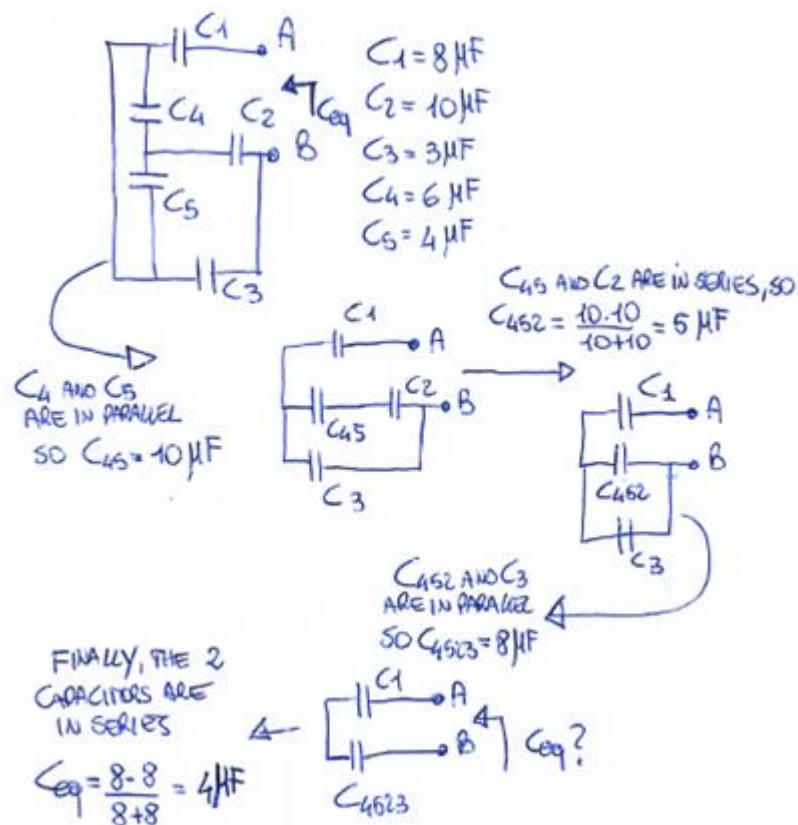 C1
A
C4
C2
Ceq
B
C5
C3
C1 = 8 μF
C2 = 10 μF
C3 = 3 μF
C4 = 6 μF
C5 = 4 μF
C4 AND C5
ARE IN PARALLEL
SO C45 = 10 μF
C1
A
C2
B
C45
C3
C45 AND C2 ARE IN SERIES, SO
C452 = 10·10 / 10+10 = 5 μF
C1
A
B
C452
C3
C452 AND C3
ARE IN PARALLEL
SO C4523 = 8 μF
C1
A
B
C4523
Ceq?
FINALLY, THE 2
CAPACITORS ARE
IN SERIES
Ceq = 8·8 / 8+8 = 4 μF